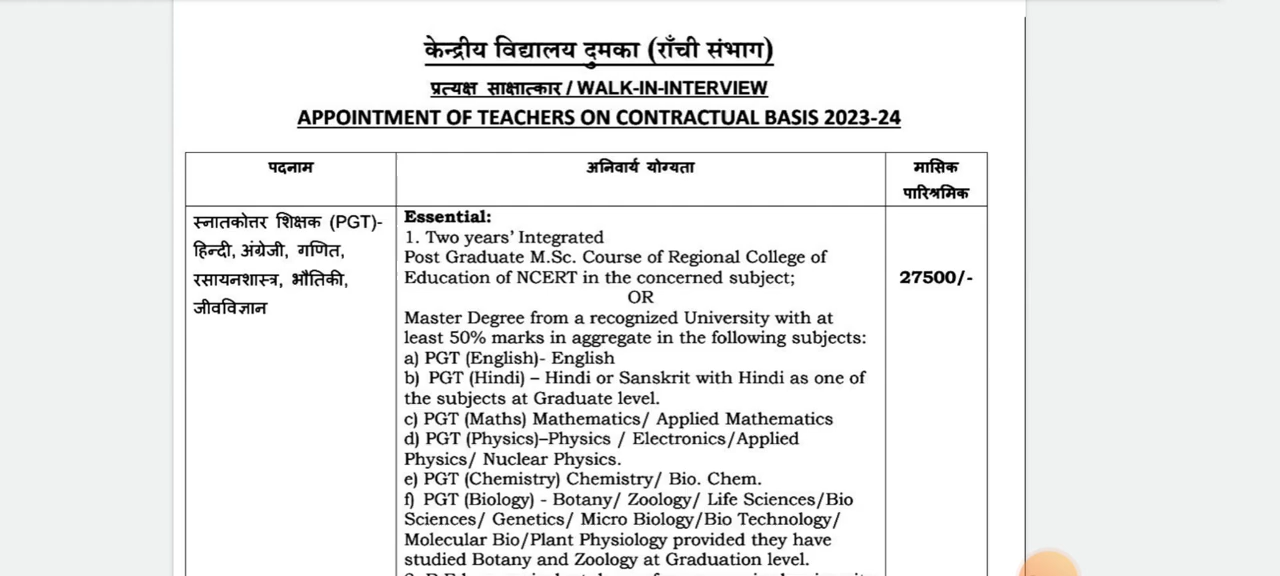 केन्द्रीय विद्यालय दुमका (राँची संभाग)
प्रत्यक्ष साक्षात्कार / WALK-IN-INTERVIEW
APPOINTMENT OF TEACHERS ON CONTRACTUAL BASIS 2023-24
पदनाम
अनिवार्य योग्यता
मासिक
पारिश्रमिक
स्नातकोत्तर शिक्षक (PGT)-
हिन्दी, अंग्रेजी, गणित,
रसायनशास्त्र, भौतिकी,
जीवविज्ञान
Essential:
1. Two years' Integrated
Post Graduate M.Sc. Course of Regional College of
Education of NCERT in the concerned subject;
OR
Master Degree from a recognized University with at
least 50% marks in aggregate in the following subjects:
a) PGT (English)- English
b) PGT (Hindi) – Hindi or Sanskrit with Hindi as one of
the subjects at Graduate level.
c) PGT (Maths) Mathematics/ Applied Mathematics
d) PGT (Physics)–Physics / Electronics/Applied
Physics/ Nuclear Physics.
e) PGT (Chemistry) Chemistry/ Bio. Chem.
f) PGT (Biology) - Botany/ Zoology/ Life Sciences/Bio
Sciences/ Genetics/ Micro Biology/Bio Technology/
Molecular Bio/Plant Physiology provided they have
studied Botany and Zoology at Graduation level.
27500/-